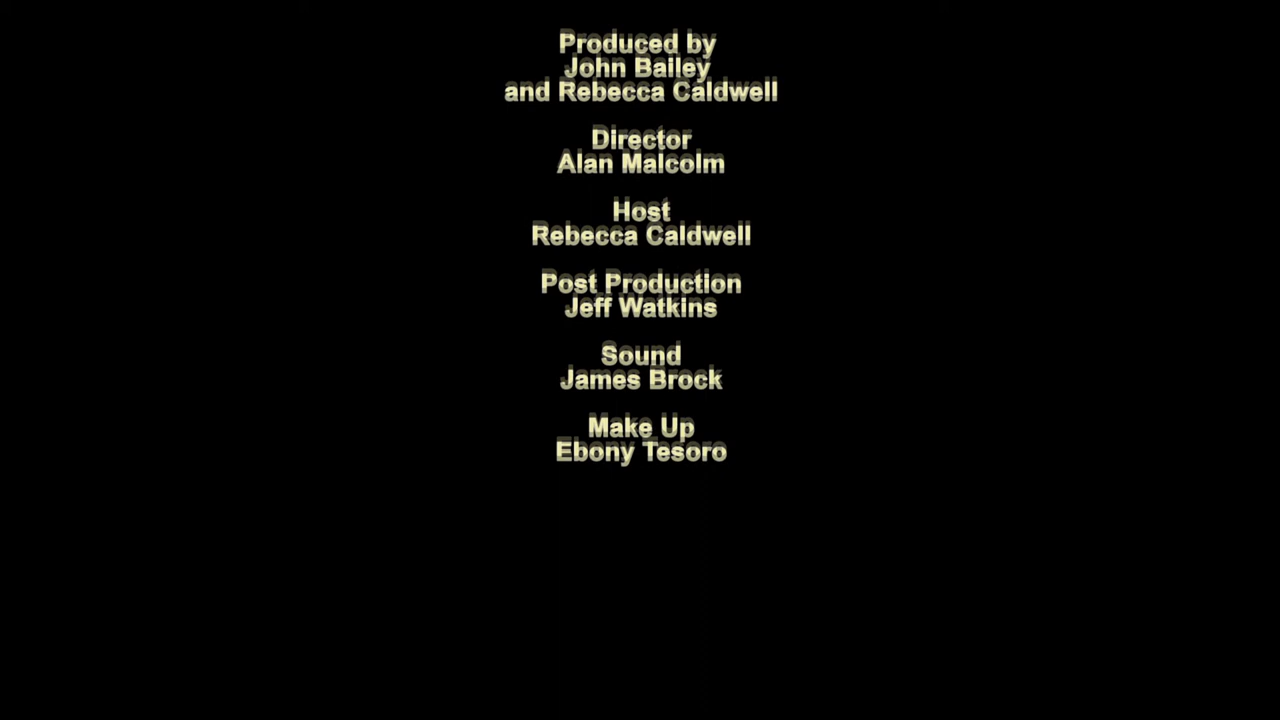 Produced by
John Bailey
and Rebecca Caldwell
Director
Alan Malcolm
Host
Rebecca Caldwell
Post Production
Jeff Watkins
Sound
James Brock
Make Up
Ebony Tesoro